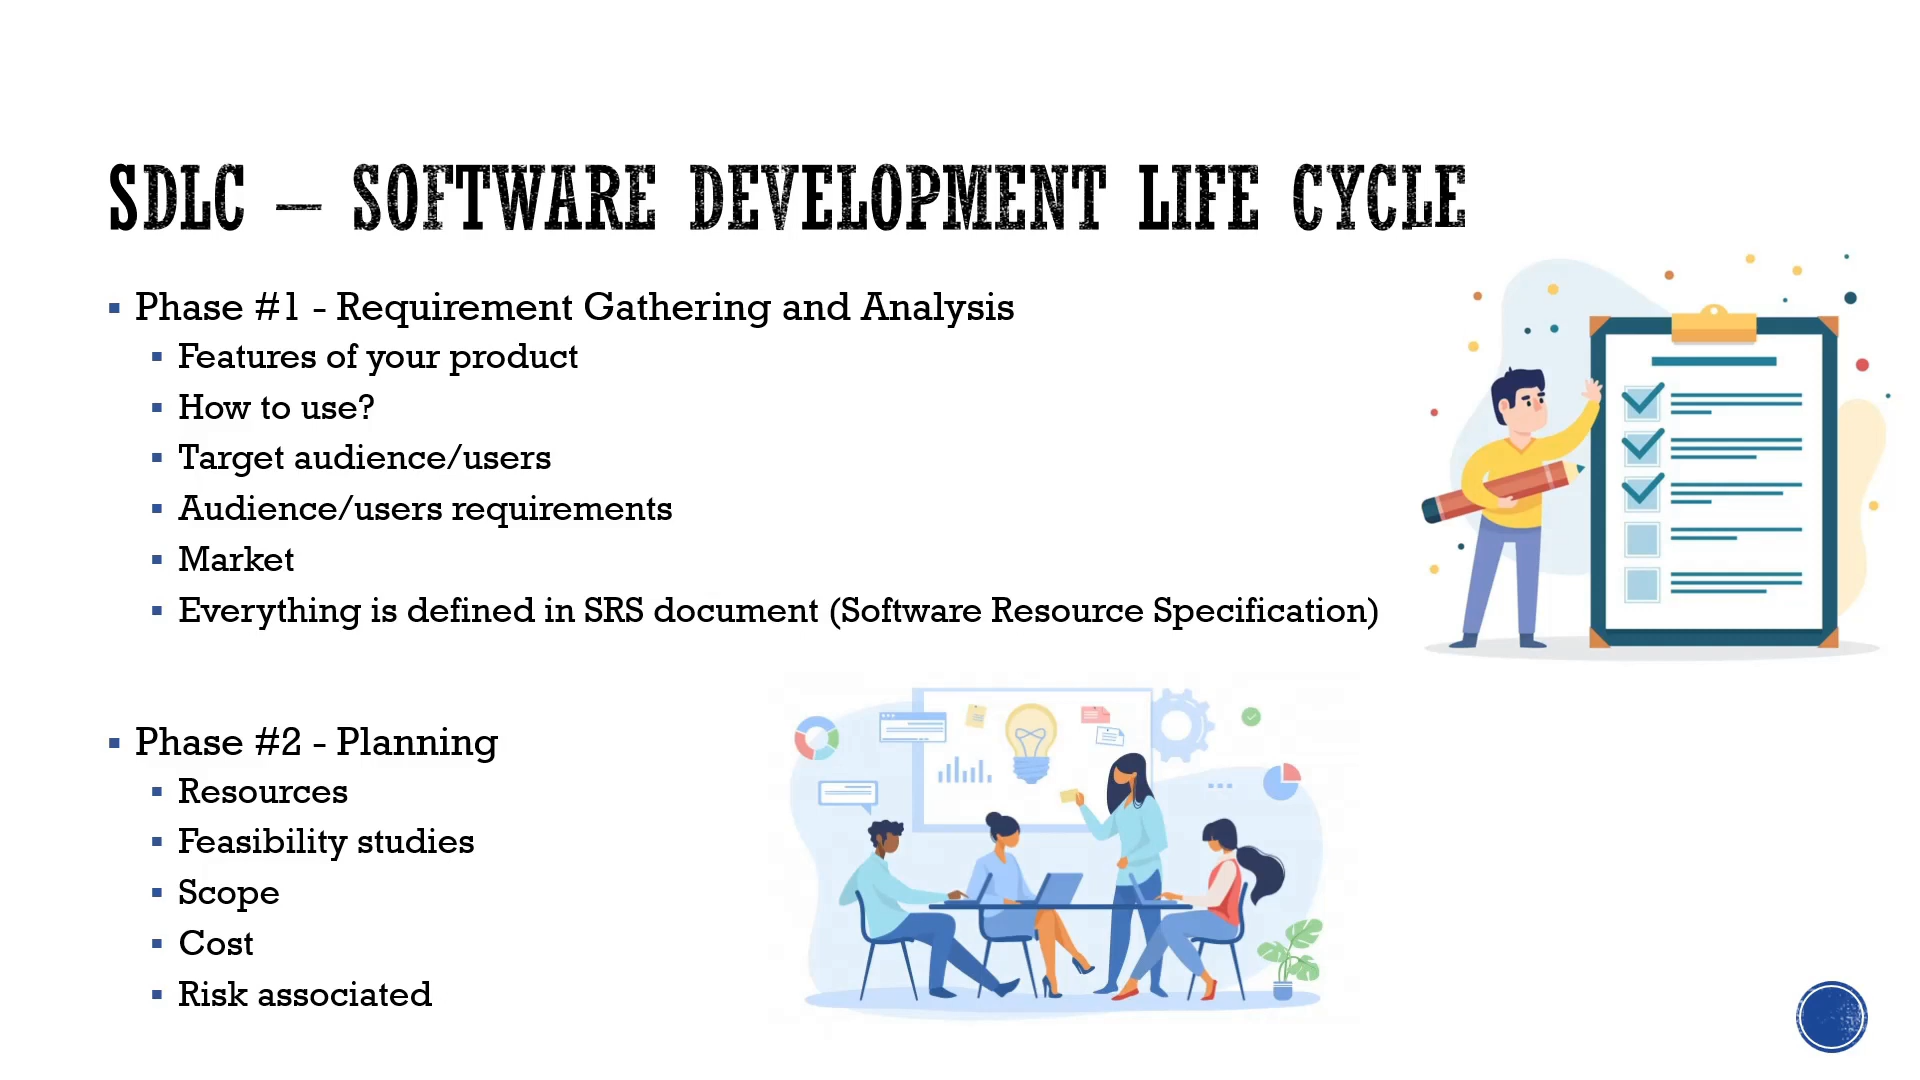 SDLC – SOFTWARE DEVELOPMENT LIFE CYCLE
Phase #1 - Requirement Gathering and Analysis
Features of your product
How to use?
Target audience/users
Audience/users requirements
Market
Everything is defined in SRS document (Software Resource Specification)
Phase #2 - Planning
Resources
Feasibility studies
Scope
Cost
Risk associated